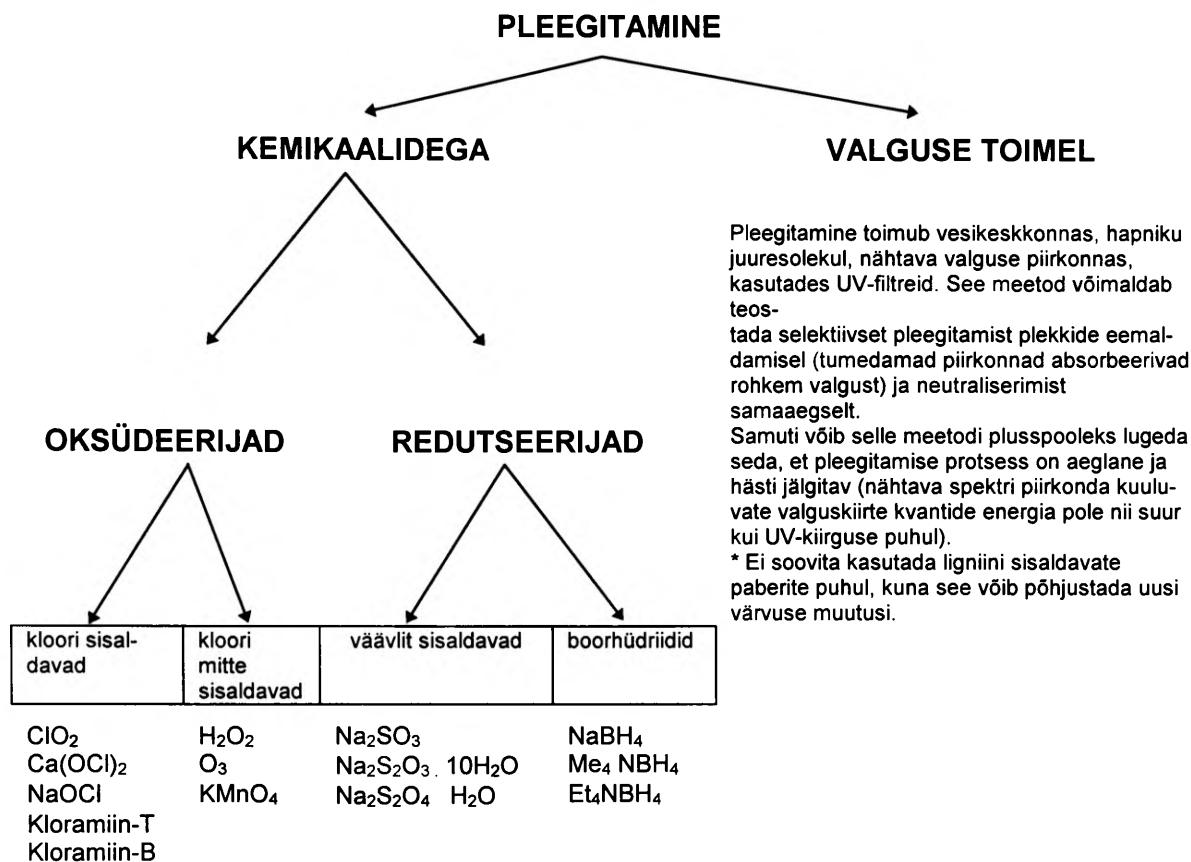 PLEEGITAMINE
KEMIKAALIDEGA
VALGUSE TOIMEL
Pleegitamine toimub vesikeskkonnas, hapniku
juuresolekul, nähtava valguse piirkonnas,
kasutades UV-filtreid. See meetod võimaldab
teos-
tada selektiivset pleegitamist plekkide eemal-
damisel (tumedamad piirkonnad absorbeerivad
rohkem valgust) ja neutraliserimist
samaaegselt.
Samuti võib selle meetodi plusspooleks lugeda
seda, et pleegitamise protsess on aeglane ja
hästi jälgitav (nähtava spektri piirkonda kuulu-
vate valguskiirte kvantide energia pole nii suur
kui UV-kiirguse puhul).
* Ei soovita kasutada ligniini sisaldavate
paberite puhul, kuna see võib põhjustada uusi
värvuse muutusi.
OKSÜDEERIJAD
REDUTSEERIJAD
kloori sisal-
davad
kloori
mitte
sisaldavad
väävlit sisaldavad
boorhüdriidid
ClO₂
Ca(OCl)₂
NaOCl
Kloramiin-T
Kloramiin-B
H₂O₂
O₃
KMnO₄
Na₂SO₃
Na₂S₂O₃ . 10H₂O
Na₂S₂O₄ H₂O
NaBH₄
Me₄ NBH₄
Et₄NBH₄